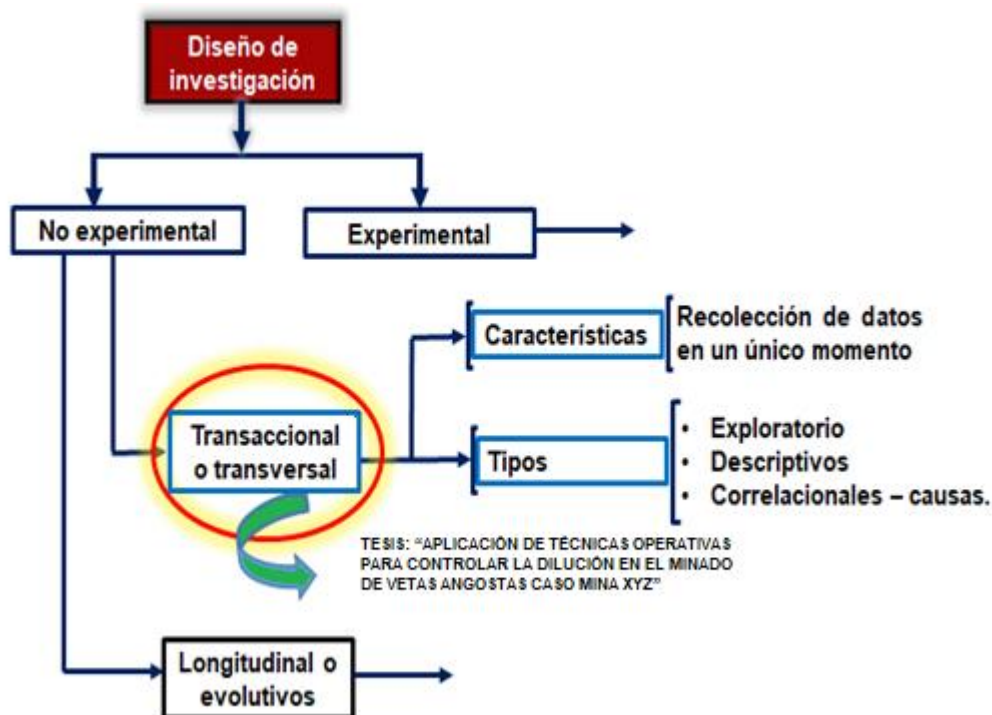 Diseño de
investigación
No experimental
Experimental
Características
Recolección de datos
en un único momento
Transaccional
o transversal
Tipos
• Exploratorio
• Descriptivos
• Correlacionales – causas.
TESIS: “APLICACIÓN DE TÉCNICAS OPERATIVAS
PARA CONTROLAR LA DILUCIÓN EN EL MINADO
DE VETAS ANGOSTAS CASO MINA XYZ”
Longitudinal o
evolutivos